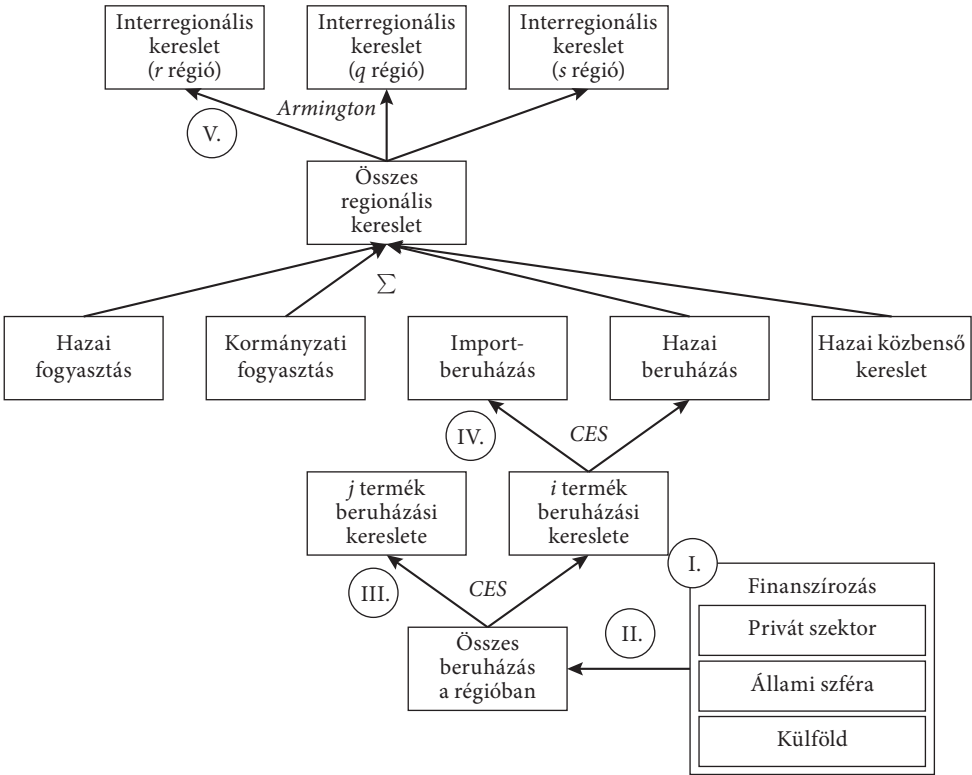 Interregionális
kereslet
(r régió)
Interregionális
kereslet
(q régió)
Interregionális
kereslet
(s régió)
Armington
V.
Összes
regionális
kereslet
∑
Hazai
fogyasztás
Kormányzati
fogyasztás
Import-
beruházás
Hazai
beruházás
Hazai közbenső
kereslet
IV.
CES
j termék
beruházási
kereslete
i termék
beruházási
kereslete
I.
III.
CES
II.
Finanszírozás
Privát szektor
Állami szféra
Külföld
Összes
beruházás
a régióban